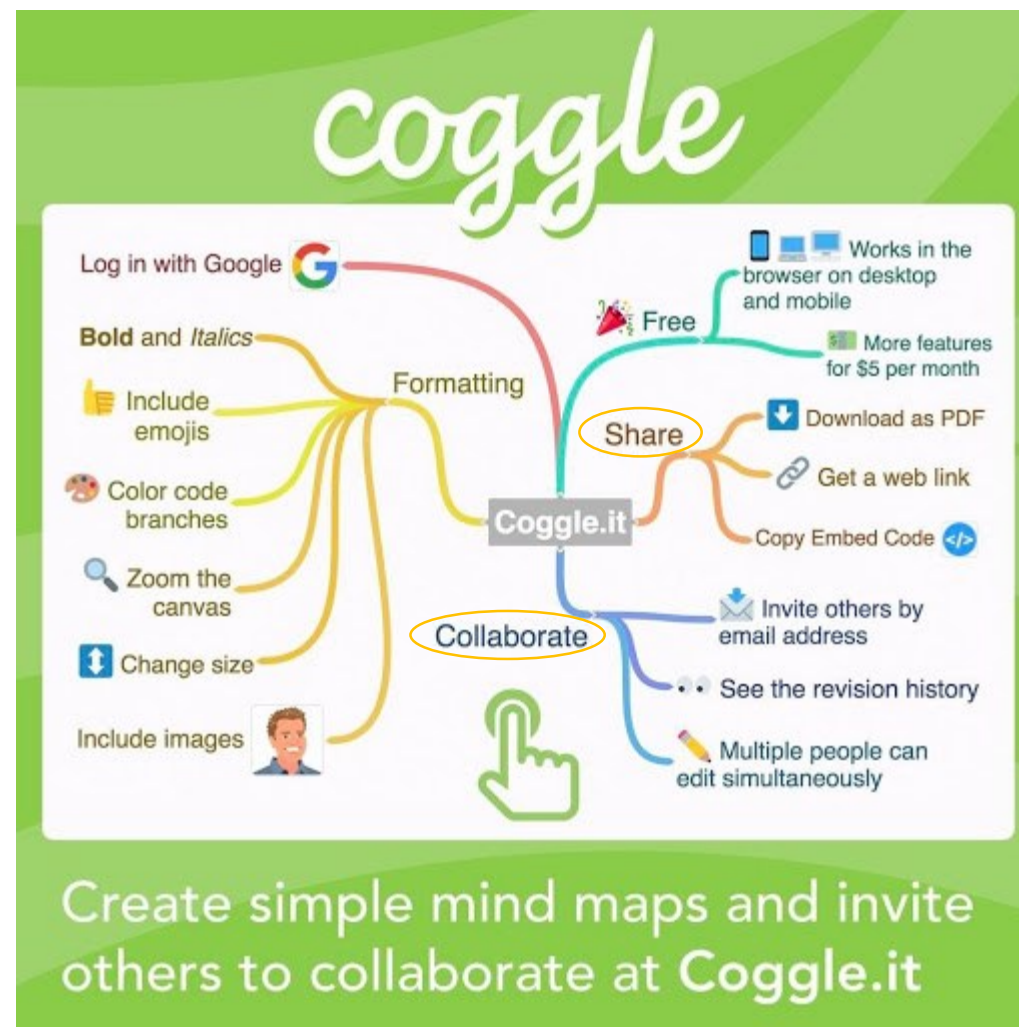 coggle
Log in with Google
Bold and Italics
Include
emojis
Color code
branches
Zoom the
canvas
Change size
Include images
Formatting
Coggle.it
Free
Works in the
browser on desktop
and mobile
More features
for $5 per month
Share
Download as PDF
Get a web link
Copy Embed Code
</>
Collaborate
Invite others by
email address
See the revision history
Multiple people can
edit simultaneously
Create simple mind maps and invite
others to collaborate at Coggle.it